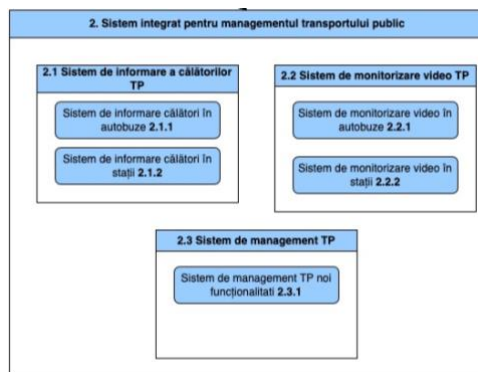 2. Sistem integrat pentru managementul transportului public
2.1 Sistem de informare a călătorilor
TP
Sistem de informare călători în
autobuze 2.1.1
Sistem de informare călători în
stații 2.1.2
2.2 Sistem de monitorizare video TP
Sistem de monitorizare video în
autobuze 2.2.1
Sistem de monitorizare video în
stații 2.2.2
2.3 Sistem de management TP
Sistem de management TP noi
funcționalitati 2.3.1